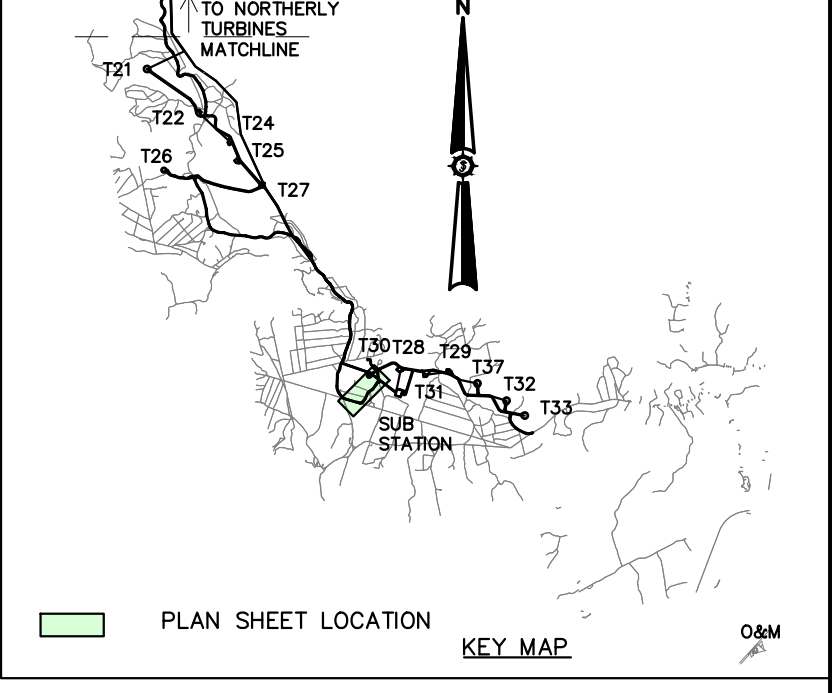 TO NORTHERLY
TURBINES
MATCHLINE
N
T21
T22
T24
T25
T26
T27
T30
T28
T29
T37
T31
T32
T33
SUB
STATION
PLAN SHEET LOCATION
KEY MAP
O&M